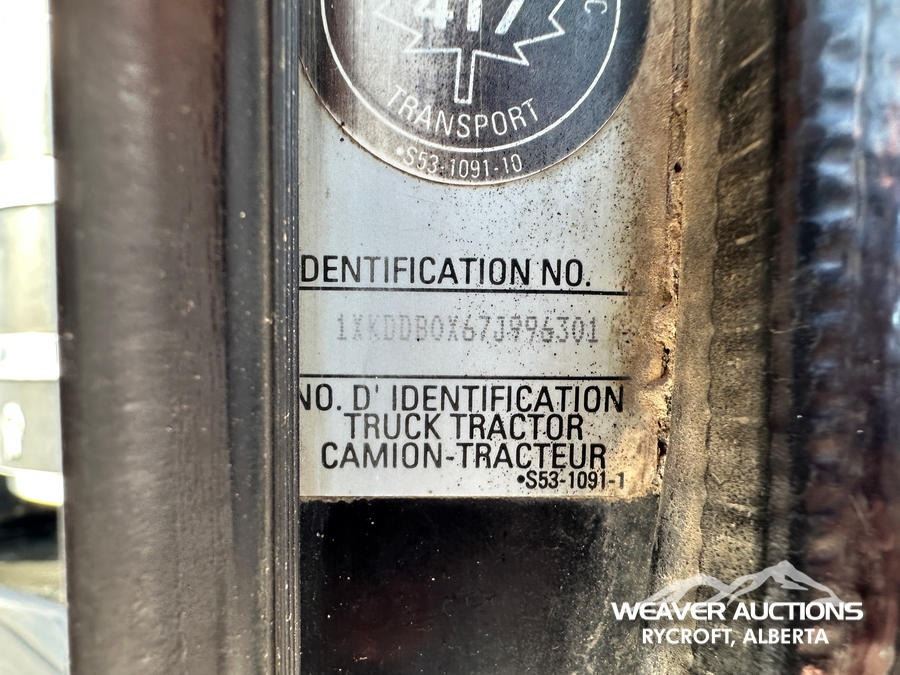 417
C
TRANSPORT
•S53-1091-10
DENTIFICATION NO.
1XKDDB0X67J996301
NO. D' IDENTIFICATION
TRUCK TRACTOR
CAMION-TRACTEUR
•S53-1091-1
WEAVER AUCTIONS
RYCROFT, ALBERTA